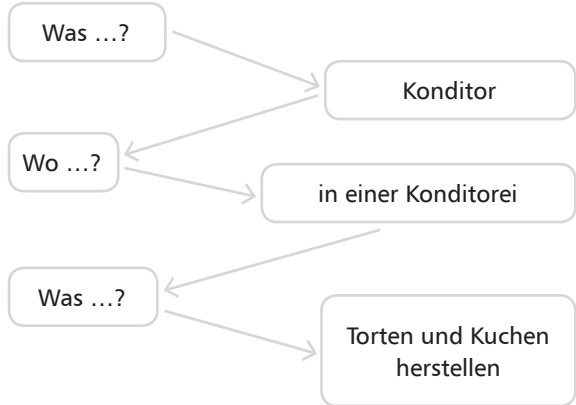 Was …?
Konditor
Wo …?
in einer Konditorei
Was …?
Torten und Kuchen
herstellen